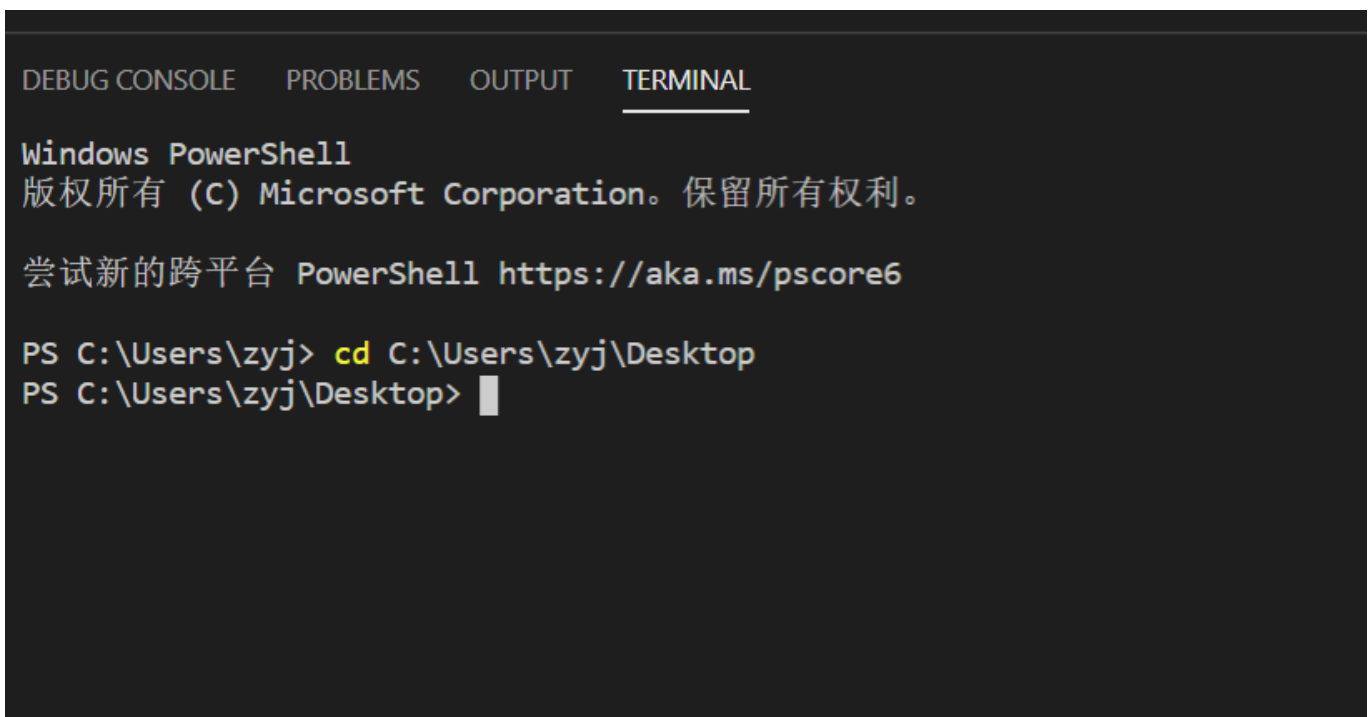 DEBUG CONSOLE PROBLEMS OUTPUT TERMINAL
Windows PowerShell
版权所有 (C) Microsoft Corporation。保留所有权利。
尝试新的跨平台 PowerShell https://aka.ms/pscore6
PS C:\Users\zyj> cd C:\Users\zyj\Desktop
PS C:\Users\zyj\Desktop>